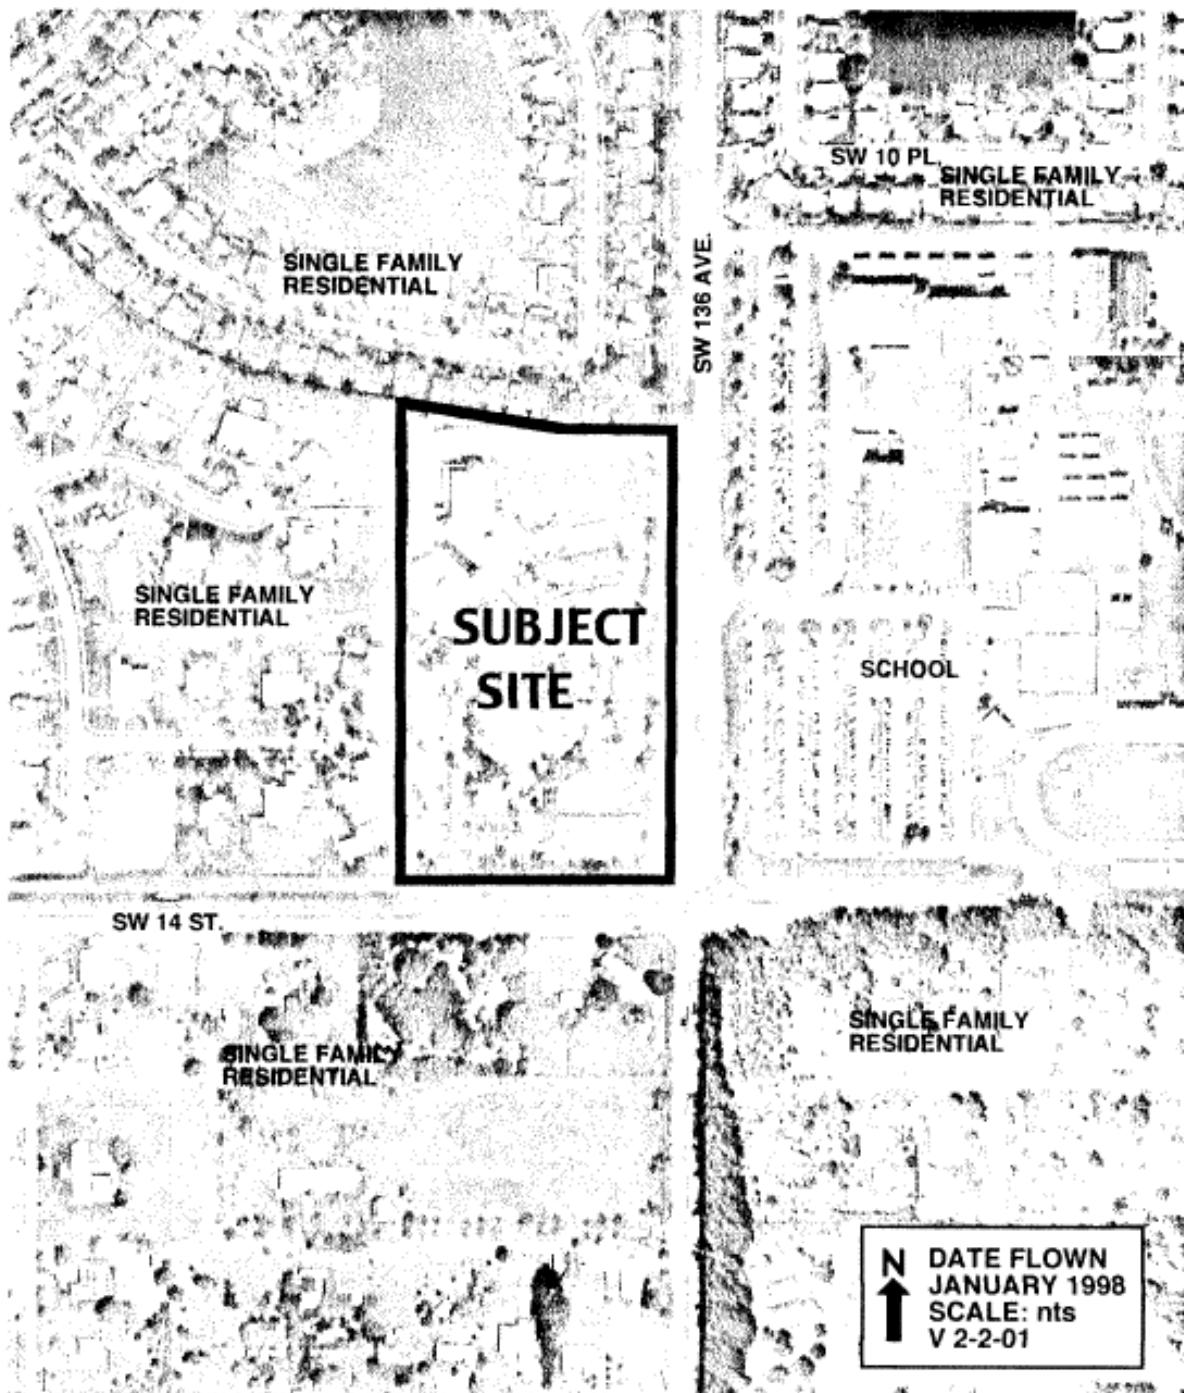 SW 10 PL.
SINGLE FAMILY
RESIDENTIAL
SW 136 AVE.
SINGLE FAMILY
RESIDENTIAL
SINGLE FAMILY
RESIDENTIAL
SUBJECT
SITE
SCHOOL
SW 14 ST.
SINGLE FAMILY
RESIDENTIAL
SINGLE FAMILY
RESIDENTIAL
N
DATE FLOWN
JANUARY 1998
SCALE: nts
V 2-2-01